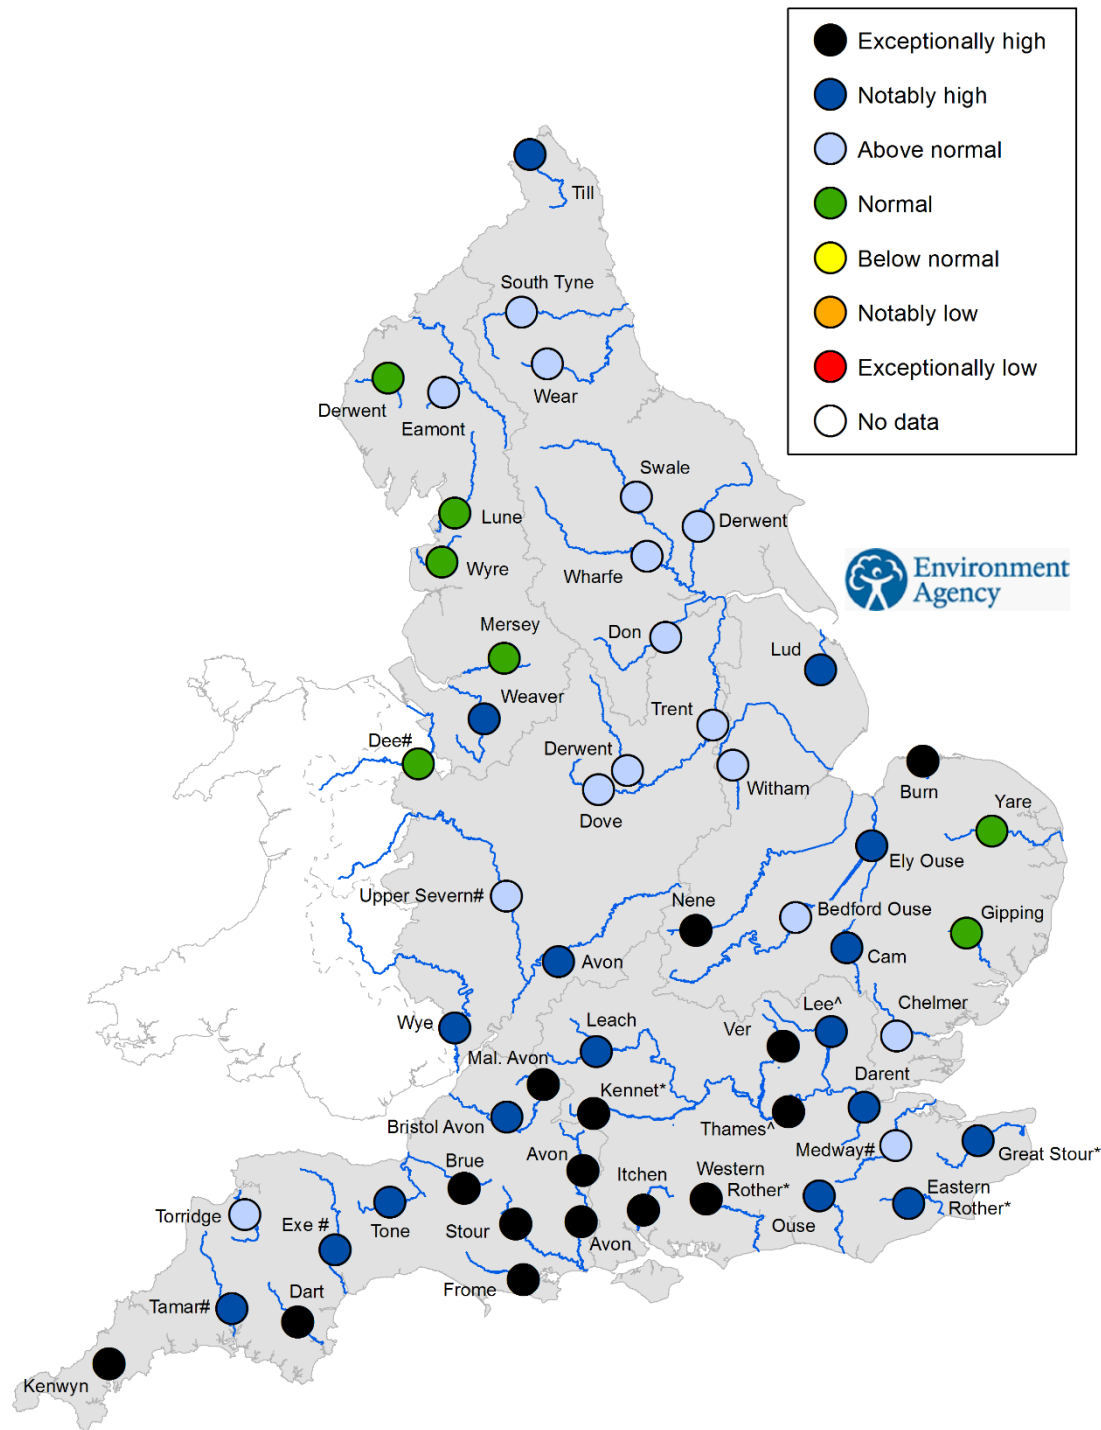 Exceptionally high
Notably high
Above normal
Normal
Below normal
Notably low
Exceptionally low
No data
Till
South Tyne
Wear
Derwent
Eamont
Swale
Derwent
Lune
Wyre
Wharfe
Environment
Agency
Mersey
Don
Lud
Weaver
Trent
Dee#
Derwent
Witham
Dove
Burn
Yare
Ely Ouse
Upper Severn#
Nene
Bedford Ouse
Gipping
Avon
Cam
Wye
Leach
Ver
Lee^
Chelmer
Mal. Avon
Kennet*
Darent
Bristol Avon
Thames^
Medway#
Great Stour*
Brue
Avon
Itchen
Western
Rother*
Eastern
Rother*
Torridge
Exe #
Tone
Stour
Avon
Ouse
Frome
Tamar#
Dart
Kenwyn